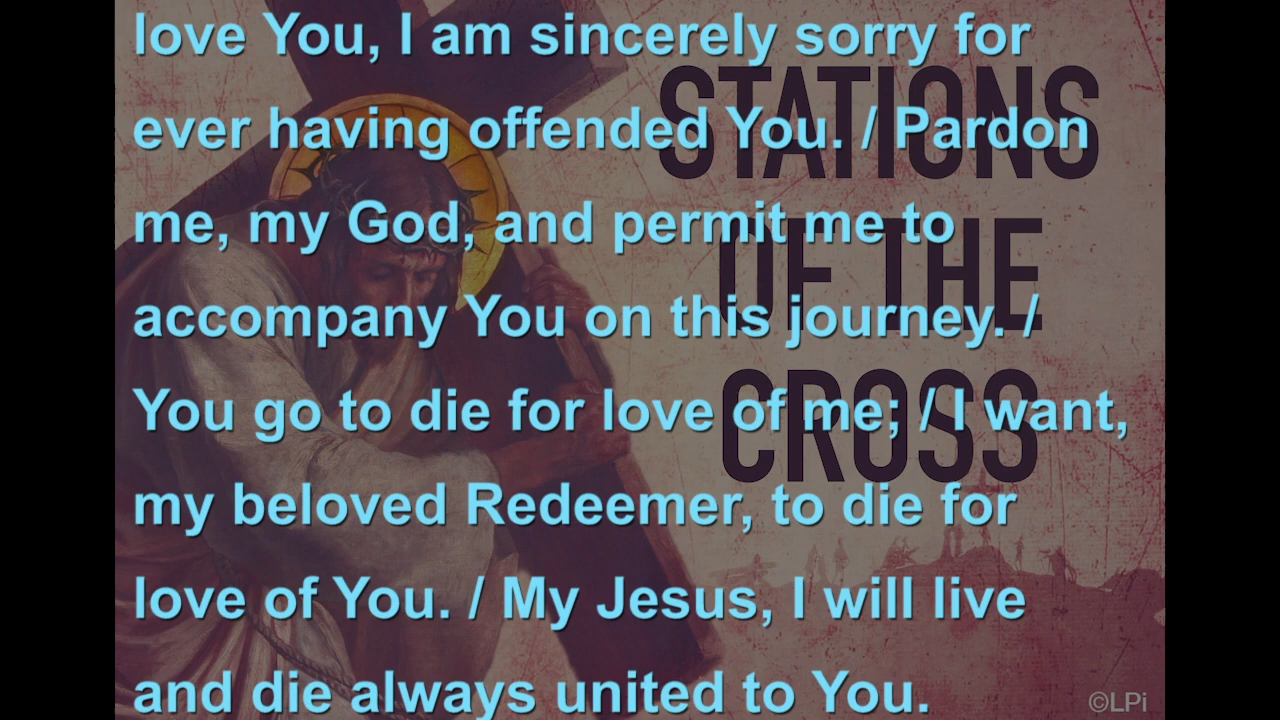 love You, I am sincerely sorry for
ever having offended You. / Pardon
me, my God, and permit me to
accompany You on this journey. /
You go to die for love of me; / I want,
my beloved Redeemer, to die for
love of You. / My Jesus, I will live
and die always united to You.
STATIONS
OF THE
CROSS
©LPi